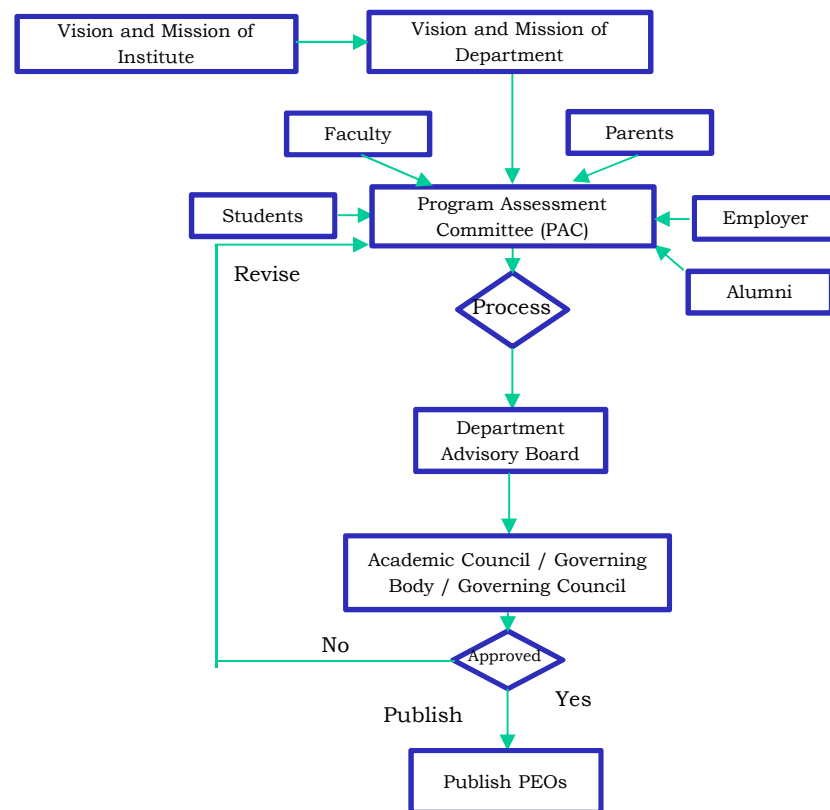 Vision and Mission of
Institute
Vision and Mission of
Department
Faculty
Parents
Students
Program Assessment
Committee (PAC)
Employer
Revise
Alumni
Process
Department
Advisory Board
Academic Council / Governing
Body / Governing Council
No
Approved
Yes
Publish
Publish PEOs